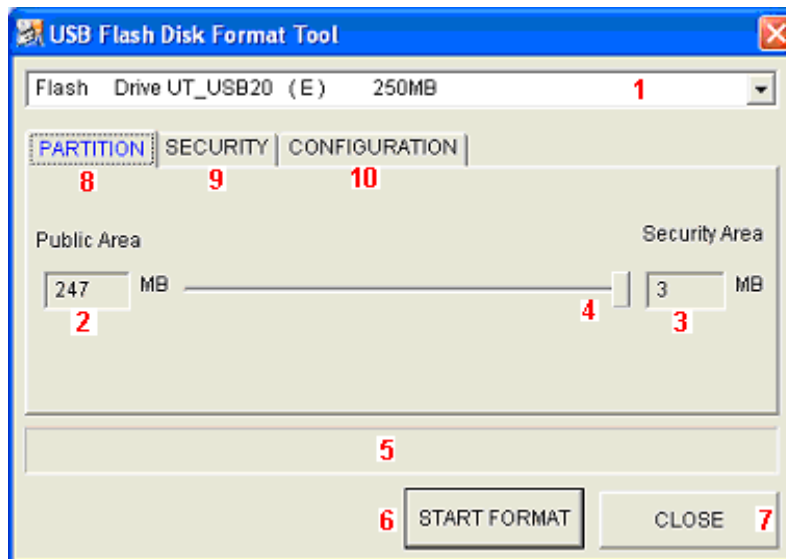 USB Flash Disk Format Tool
Flash Drive UT_USB20 (E) 250MB 1
PARTITION SECURITY CONFIGURATION
8 9 10
Public Area Security Area
247 MB 3 MB
2 4 3
5
6 START FORMAT CLOSE 7